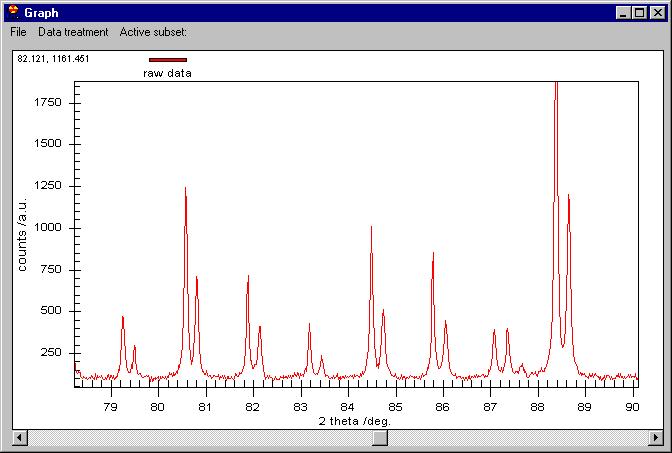 Graph
File Data treatment Active subset:
82.121, 1161.451
raw data
1750
1500
1250
1000
750
500
250
counts /a.u.
79 80 81 82 83 84 85 86 87 88 89 90
2 theta /deg.